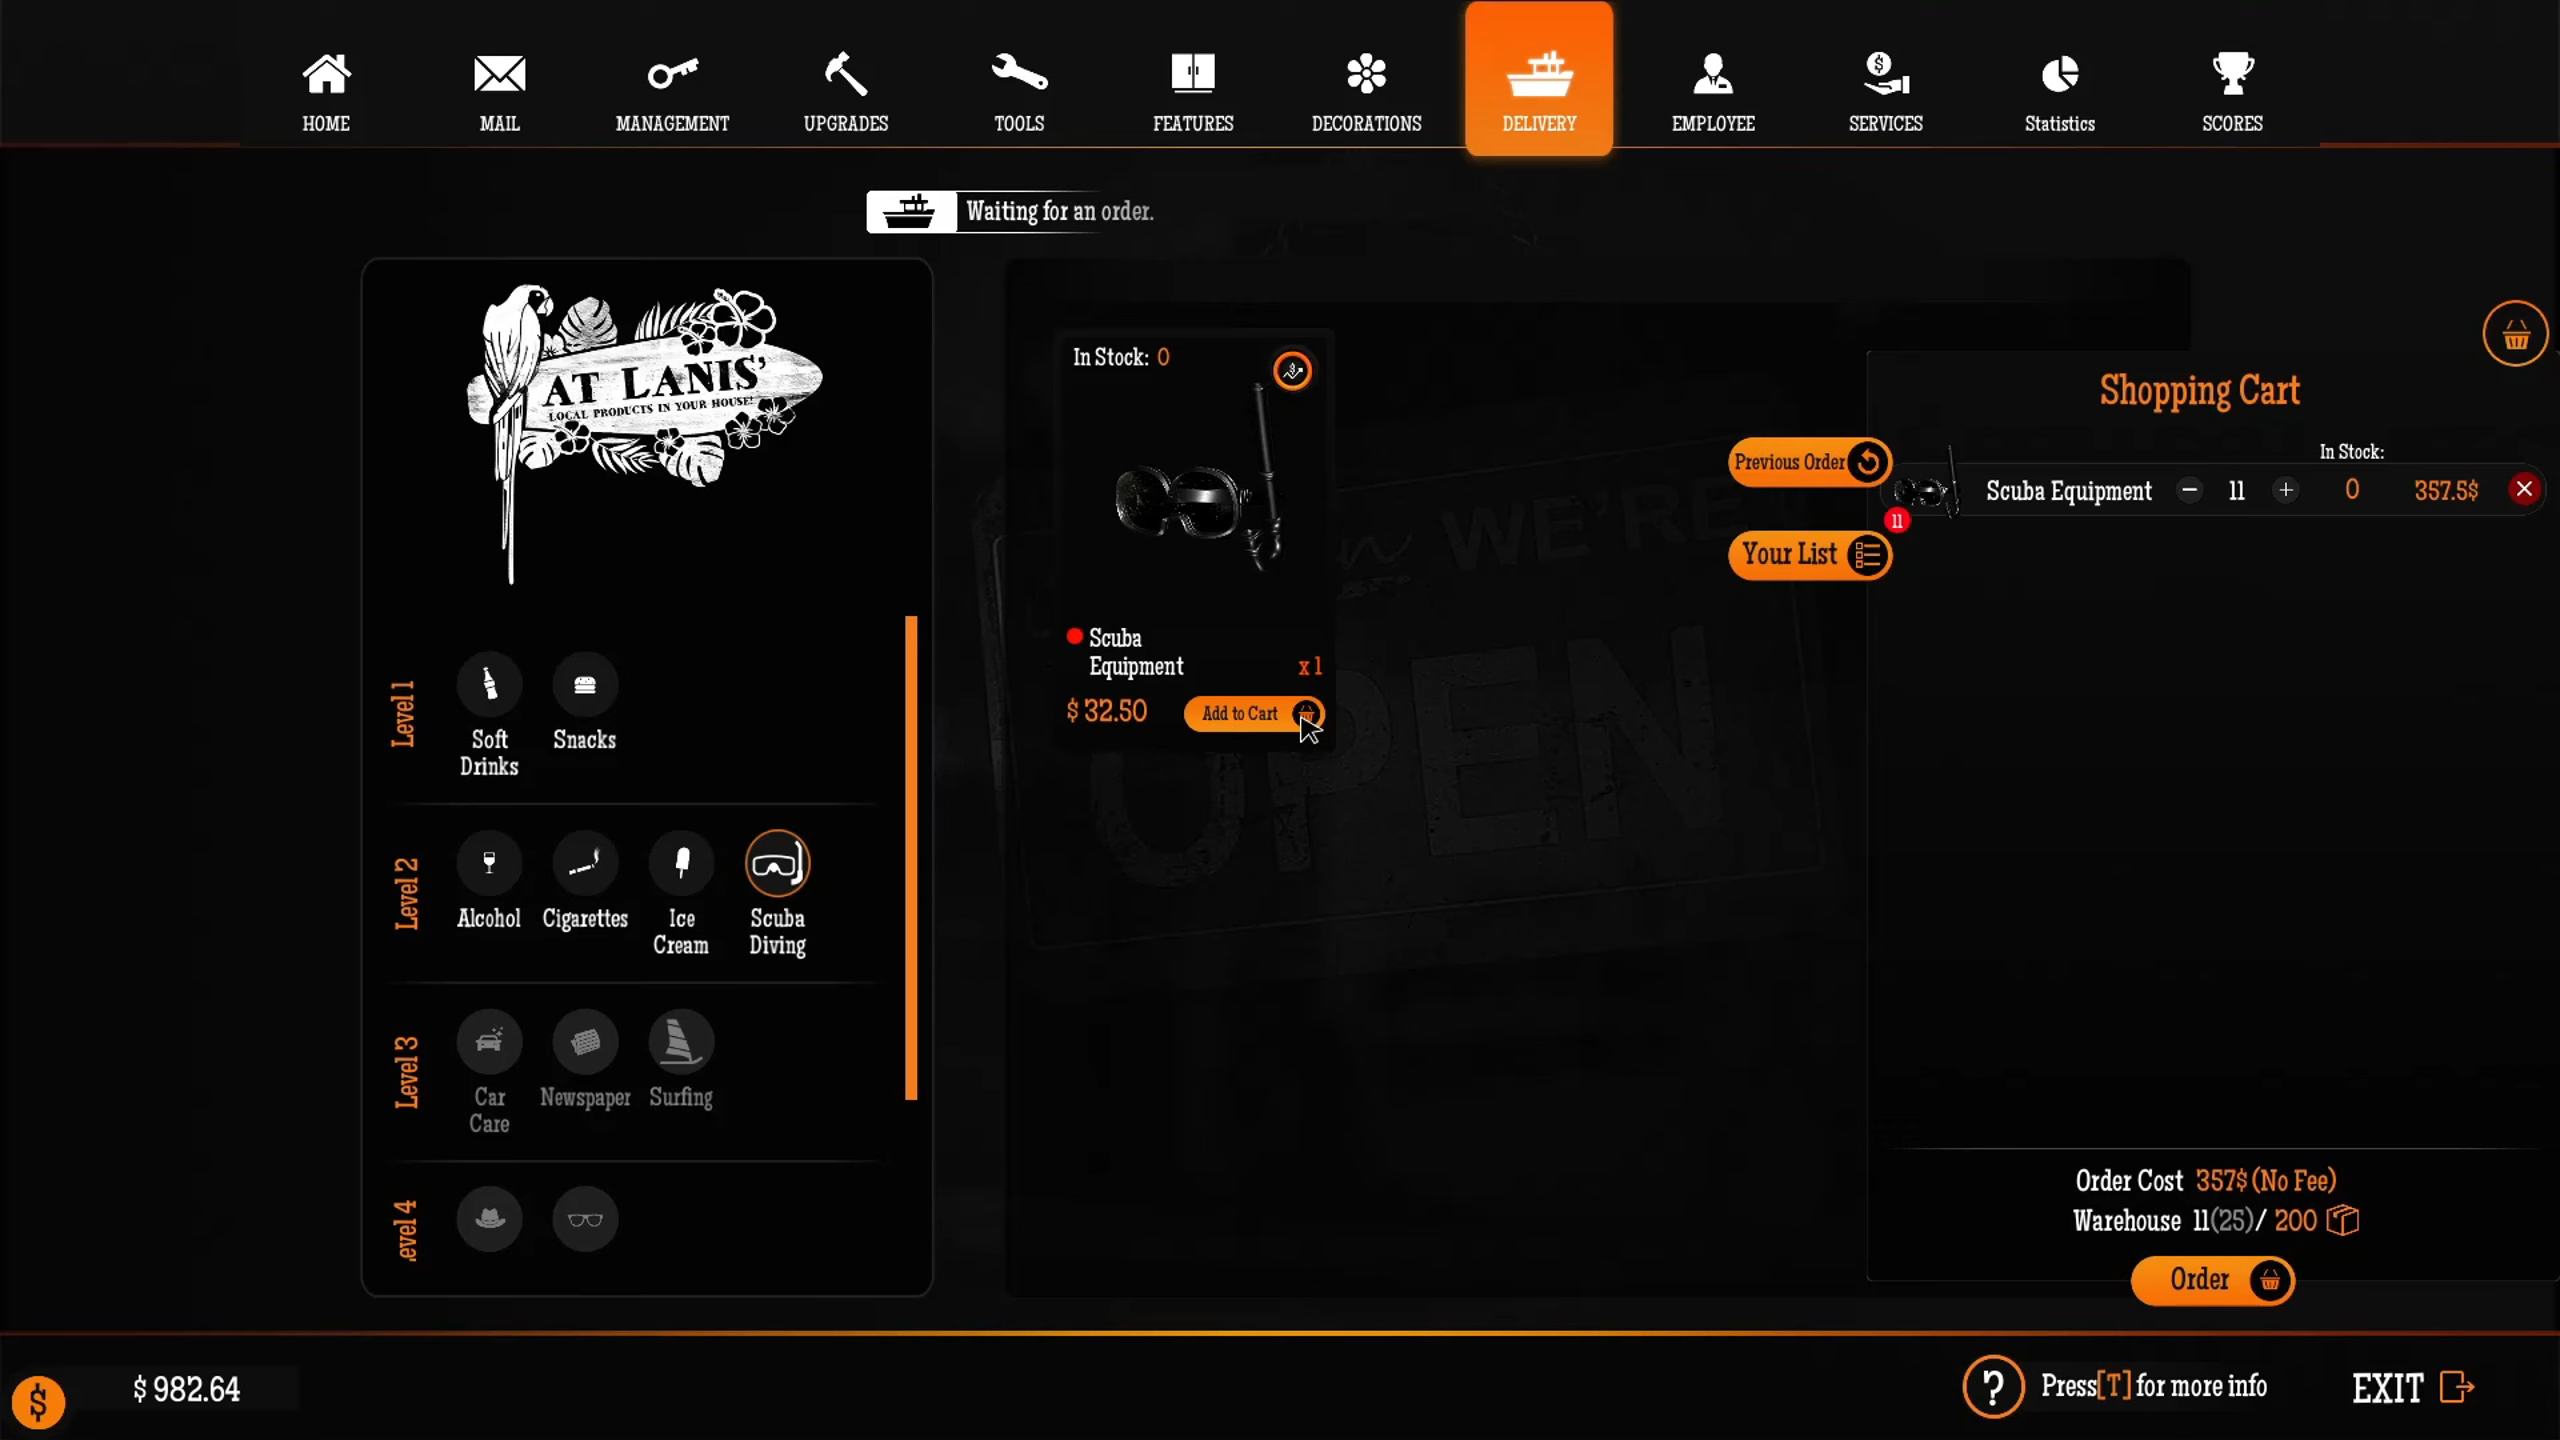 HOME
MAIL
MANAGEMENT
UPGRADES
TOOLS
FEATURES
DECORATIONS
DELIVERY
EMPLOYEE
SERVICES
Statistics
SCORES
Waiting for an order.
AT LANIS'
LOCAL PRODUCTS IN YOUR HOUSE!
Level 1
Soft
Drinks
Snacks
Level 2
Alcohol
Cigarettes
Ice
Cream
Scuba
Diving
Level 3
Car
Care
Newspaper
Surfing
evel 4
In Stock: 0
Scuba
Equipment
x 1
$ 32.50
Add to Cart
WE'RE
OPEN
Previous Order
Your List
11
Shopping Cart
In Stock:
Scuba Equipment
− 11 +
0
357.5$
Order Cost 357$ (No Fee)
Warehouse 11(25)/ 200
Order
$ 982.64
? Press[T] for more info
EXIT